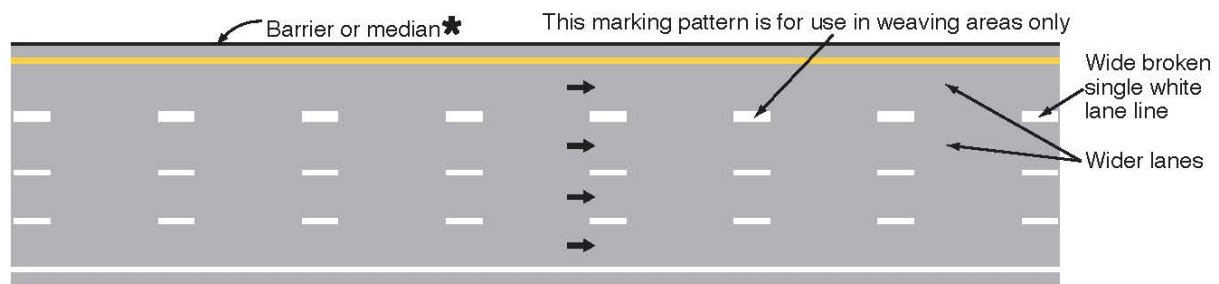 Barrier or median*
This marking pattern is for use in weaving areas only
Wide broken
single white
lane line
Wider lanes